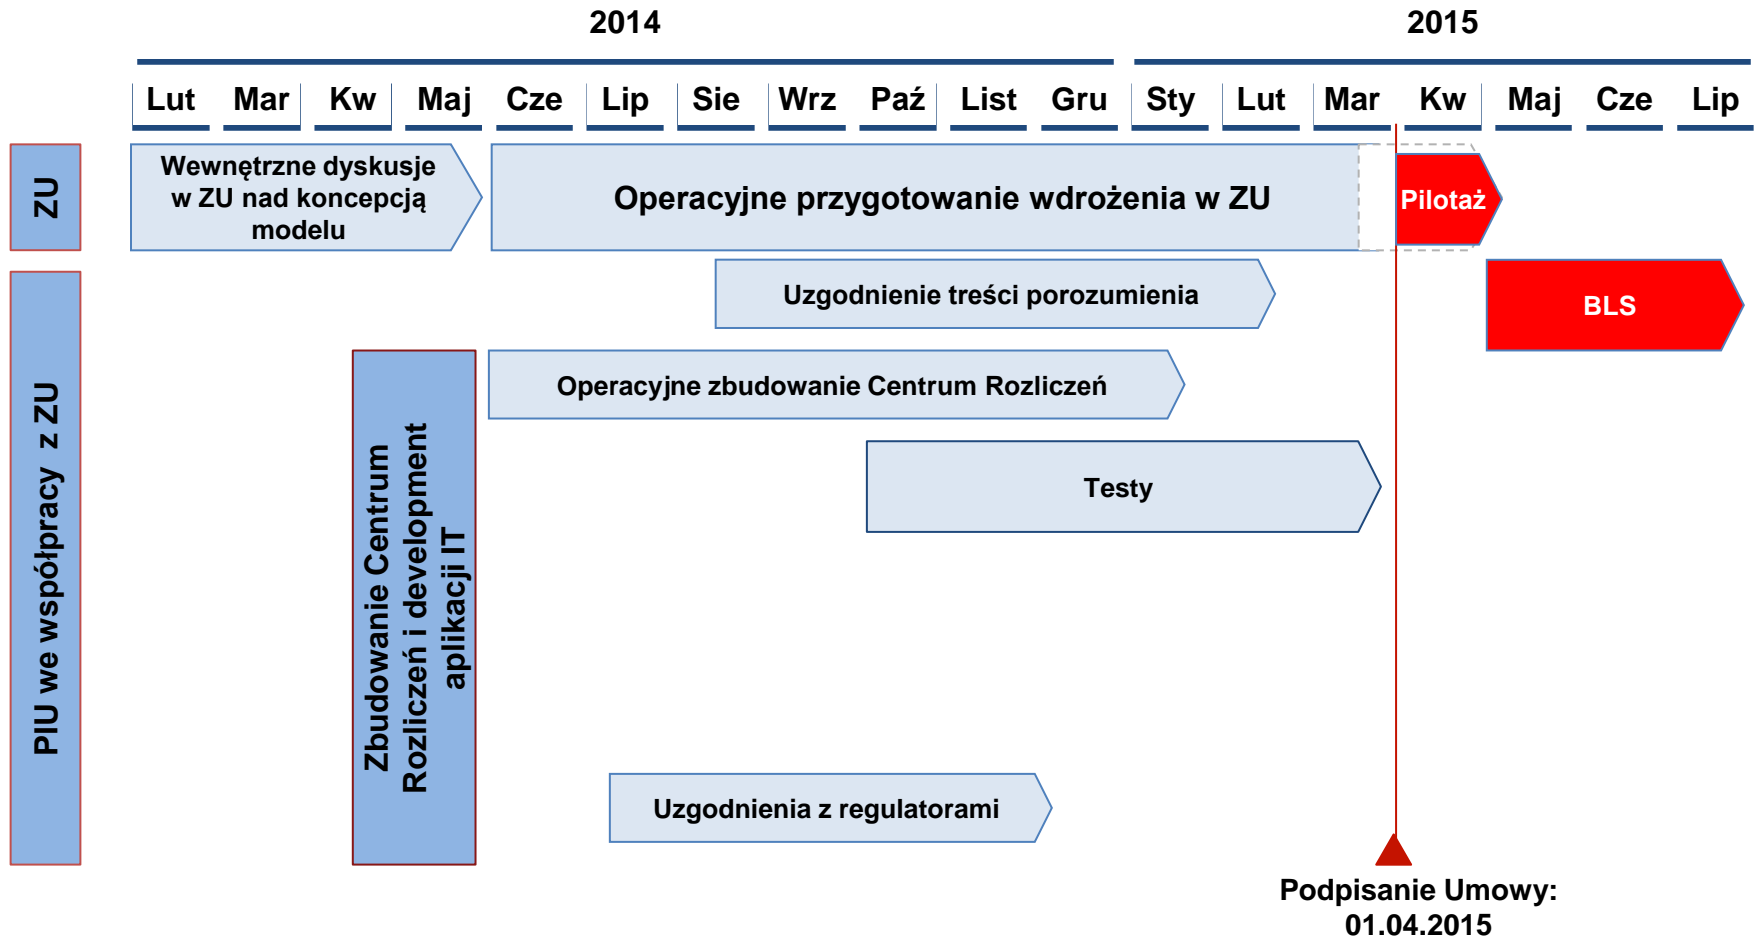 2014
2015
Lut Mar Kw Maj Cze Lip Sie Wrz Paź List Gru Sty Lut Mar Kw Maj Cze Lip
ZU
Wewnętrzne dyskusje
w ZU nad koncepcją
modelu
Operacyjne przygotowanie wdrożenia w ZU
Pilotaż
PIU we współpracy z ZU
Uzgodnienie treści porozumienia
BLS
Zbudowanie Centrum
Rozliczeń i development
aplikacji IT
Operacyjne zbudowanie Centrum Rozliczeń
Testy
Uzgodnienia z regulatorami
Podpisanie Umowy:
01.04.2015